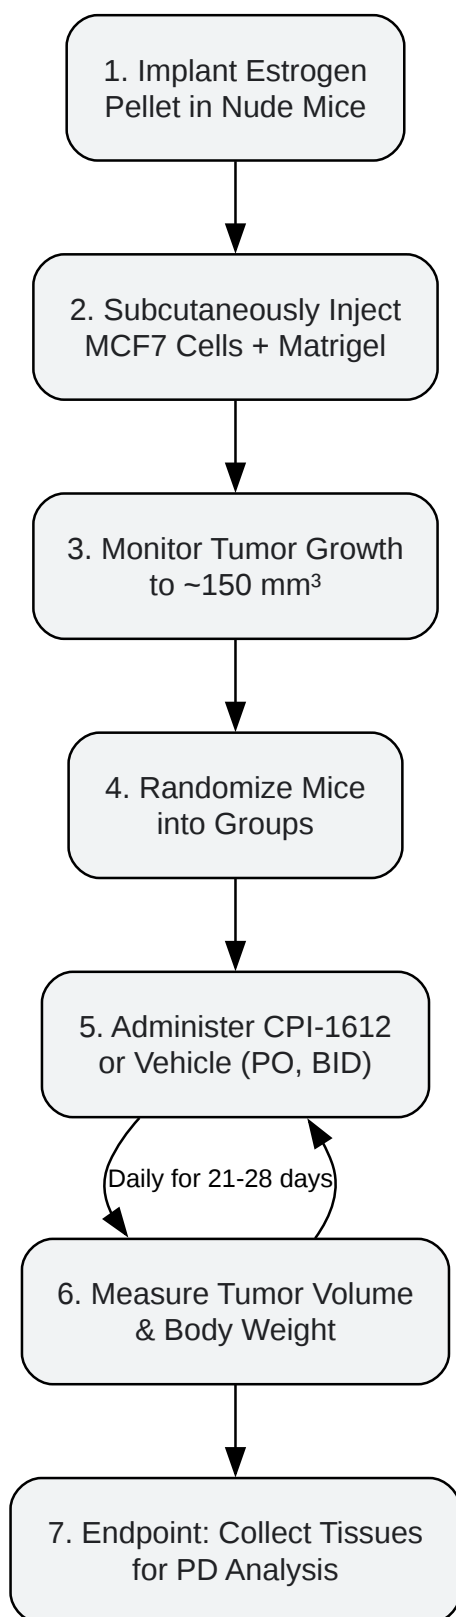 1. Implant Estrogen
Pellet in Nude Mice
2. Subcutaneously Inject
MCF7 Cells + Matrigel
3. Monitor Tumor Growth
to ~150 mm³
4. Randomize Mice
into Groups
5. Administer CPI-1612
or Vehicle (PO, BID)
Daily for 21-28 days
6. Measure Tumor Volume
& Body Weight
7. Endpoint: Collect Tissues
for PD Analysis